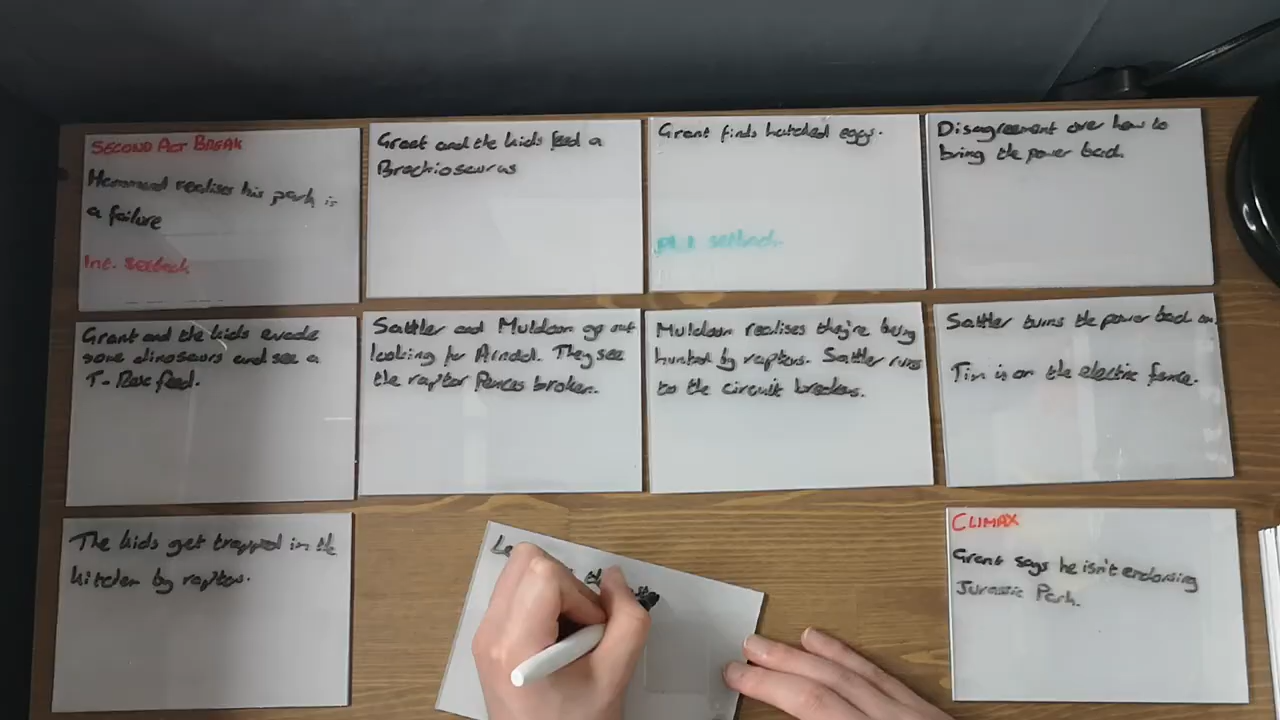 SECOND ACT BREAK
Hammond realises his park is
a failure
Int. setback
Grant and the kids feed a
Brachiosaurus
Grant finds hatched eggs.
setback
Disagreement over how to
bring the power back.
Grant and the kids evade
some dinosaurs and see a
T-Rex feed.
Sattler and Muldoon go out
looking for Arnold. They see
the raptor fences broken.
Muldoon realises they're being
hunted by raptors. Sattler runs
to the circuit breakers.
Sattler turns the power back on.
Tim is on the electric fence.
The kids get trapped in the
kitchen by raptors.
CLIMAX
Grant says he isn't endorsing
Jurassic Park.